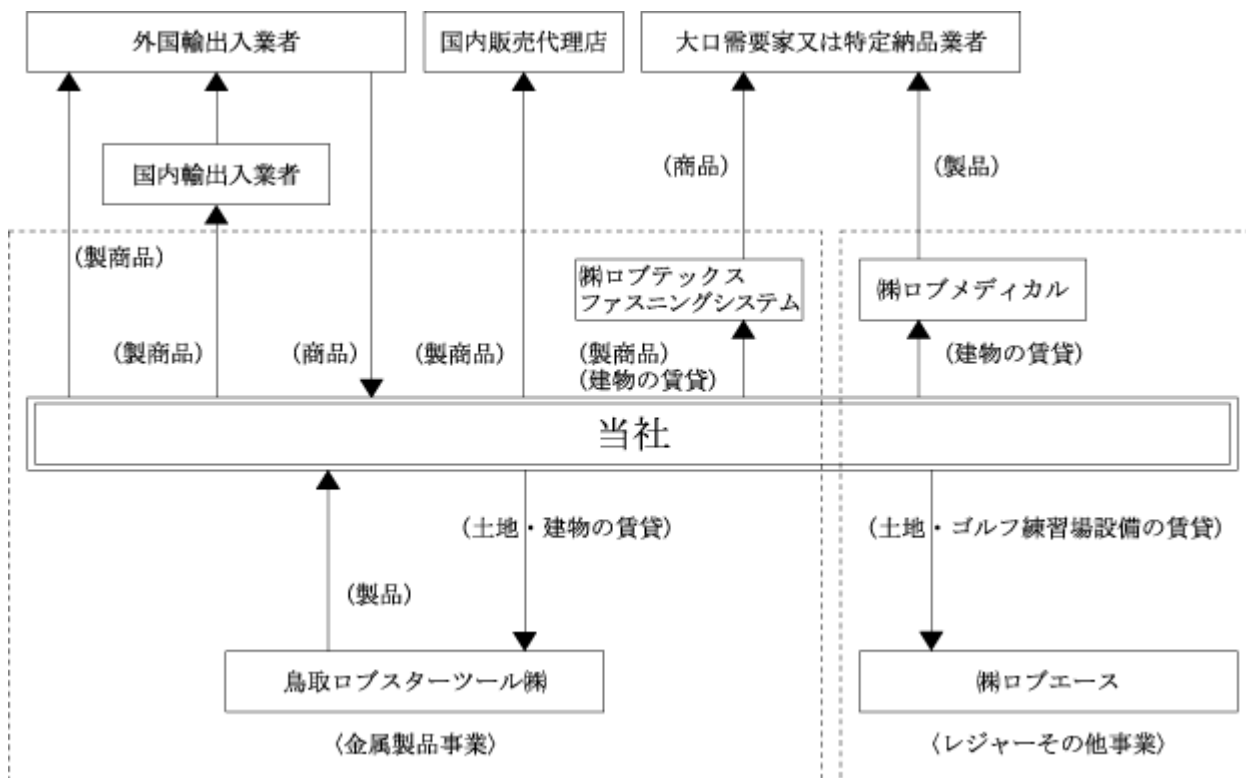 外国輸出入業者
国内販売代理店
大口需要家又は特定納品業者
国内輸出入業者
(商品)
(製品)
(製商品)
㈱ロブテックス
ファスニングシステム
㈱ロブメディカル
(製商品)
(商品)
(製商品)
(製商品)
(建物の賃貸)
(建物の賃貸)
当社
(土地・建物の賃貸)
(土地・ゴルフ練習場設備の賃貸)
(製品)
鳥取ロブスターツール㈱
㈱ロブエース
〈金属製品事業〉
〈レジャーその他事業〉